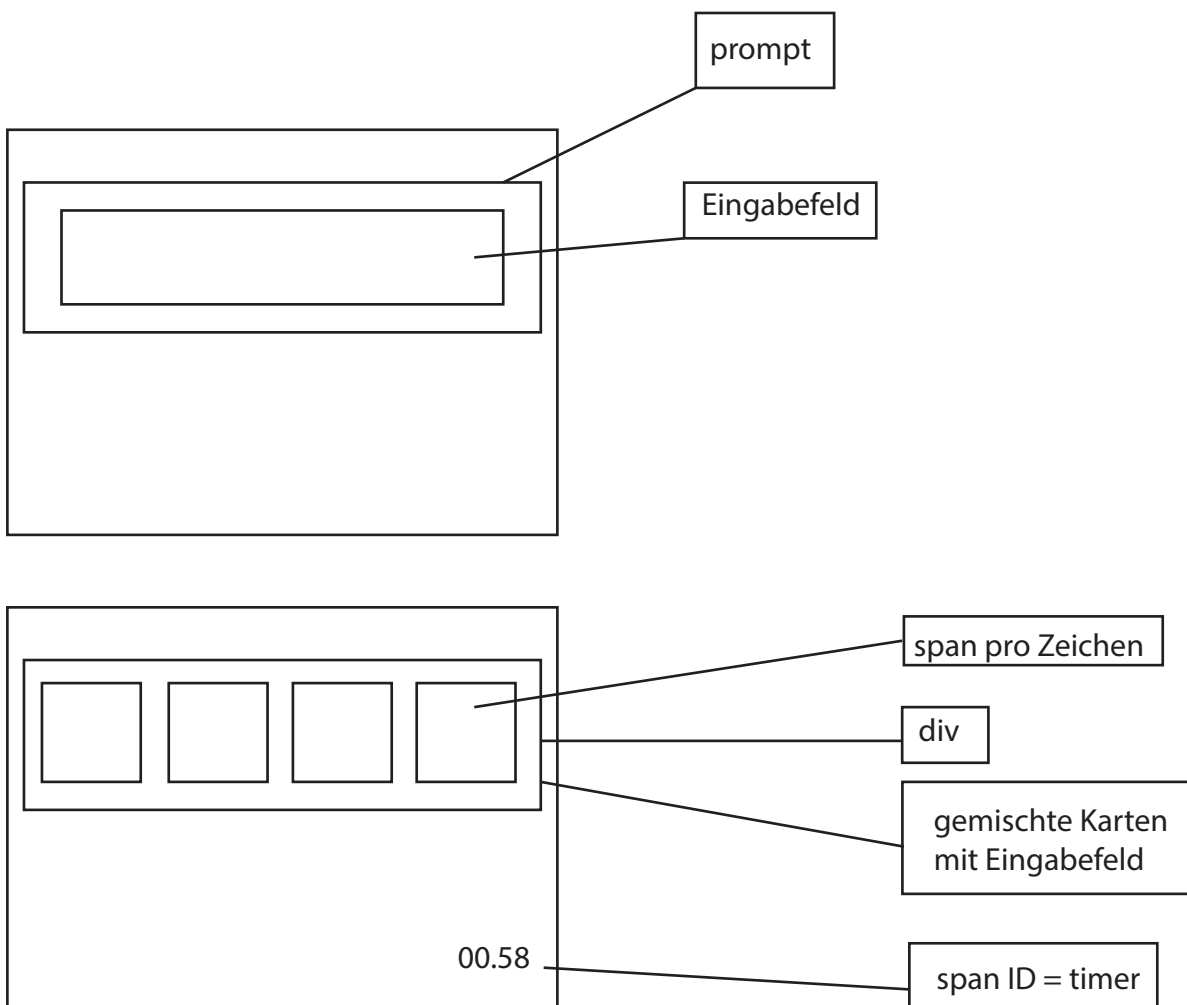 prompt
Eingabefeld
span pro Zeichen
div
gemischte Karten
mit Eingabefeld
00.58
span ID = timer